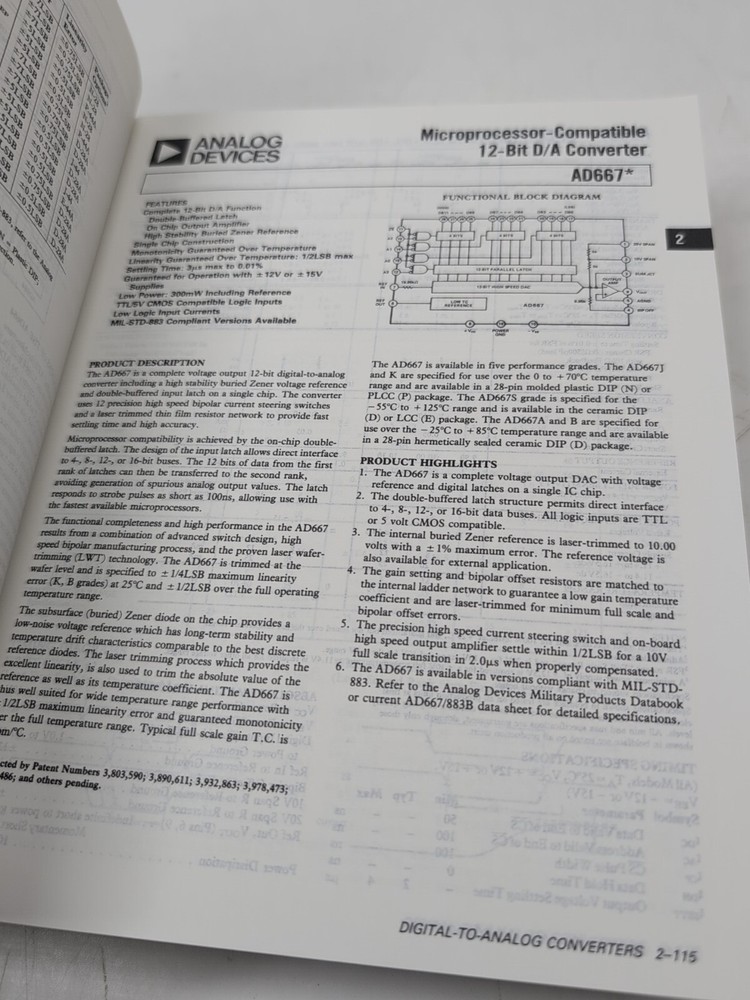 ANALOG
DEVICES
Microprocessor-Compatible
12-Bit D/A Converter
AD667*
FEATURES
Complete 12-Bit D/A Function
Double-Buffered Latch
On Chip Output Amplifier
High Stability Buried Zener Reference
Single Chip Construction
Monotonicity Guaranteed Over Temperature
Linearity Guaranteed Over Temperature: 1/2LSB max
Settling Time: 3µs max to 0.01%
Guaranteed for Operation with ±12V or ±15V
Supplies
Low Power: 300mW Including Reference
TTL/5V CMOS Compatible Logic Inputs
Low Logic Input Currents
MIL-STD-883 Compliant Versions Available
FUNCTIONAL BLOCK DIAGRAM
4 BITS
4 BITS
4 BITS
12-BIT PARALLEL LATCH
12-BIT HIGH SPEED DAC
AD667
2
PRODUCT DESCRIPTION
The AD667 is a complete voltage output 12-bit digital-to-analog
converter including a high stability buried Zener voltage reference
and double-buffered input latch on a single chip. The converter
uses 12 precision high speed bipolar current steering switches
and a laser trimmed thin film resistor network to provide fast
settling time and high accuracy.
Microprocessor compatibility is achieved by the on-chip double-
buffered latch. The design of the input latch allows direct interface
to 4-, 8-, 12-, or 16-bit buses. The 12 bits of data from the first
rank of latches can then be transferred to the second rank,
avoiding generation of spurious analog output values. The latch
responds to strobe pulses as short as 100ns, allowing use with
the fastest available microprocessors.
The functional completeness and high performance in the AD667
results from a combination of advanced switch design, high
speed bipolar manufacturing process, and the proven laser wafer-
trimming (LWT) technology. The AD667 is trimmed at the
wafer level and is specified to ±1/4LSB maximum linearity
error (K, B grades) at 25°C and ±1/2LSB over the full operating
temperature range.
The subsurface (buried) Zener diode on the chip provides a
low-noise voltage reference which has long-term stability and
temperature drift characteristics comparable to the best discrete
reference diodes. The laser trimming process which provides the
excellent linearity, is also used to trim the absolute value of the
reference as well as its temperature coefficient. The AD667 is
hus well suited for wide temperature range performance with
1/2LSB maximum linearity error and guaranteed monotonicity
er the full temperature range. Typical full scale gain T.C. is
m/°C.
cted by Patent Numbers 3,803,590; 3,890,611; 3,932,863; 3,978,473;
486; and others pending.
The AD667 is available in five performance grades. The AD667J
and K are specified for use over the 0 to +70°C temperature
range and are available in a 28-pin molded plastic DIP (N) or
PLCC (P) package. The AD667S grade is specified for the
−55°C to +125°C range and is available in the ceramic DIP
(D) or LCC (E) package. The AD667A and B are specified for
use over the −25°C to +85°C temperature range and are available
in a 28-pin hermetically sealed ceramic DIP (D) package.
PRODUCT HIGHLIGHTS
1. The AD667 is a complete voltage output DAC with voltage
reference and digital latches on a single IC chip.
2. The double-buffered latch structure permits direct interface
to 4-, 8-, 12-, or 16-bit data buses. All logic inputs are TTL
or 5 volt CMOS compatible.
3. The internal buried Zener reference is laser-trimmed to 10.00
volts with a ±1% maximum error. The reference voltage is
also available for external application.
4. The gain setting and bipolar offset resistors are matched to
the internal ladder network to guarantee a low gain temperature
coefficient and are laser-trimmed for minimum full scale and
bipolar offset errors.
5. The precision high speed current steering switch and on-board
high speed output amplifier settle within 1/2LSB for a 10V
full scale transition in 2.0µs when properly compensated.
6. The AD667 is available in versions compliant with MIL-STD-
883. Refer to the Analog Devices Military Products Databook
or current AD667/883B data sheet for detailed specifications.
DIGITAL-TO-ANALOG CONVERTERS 2–115